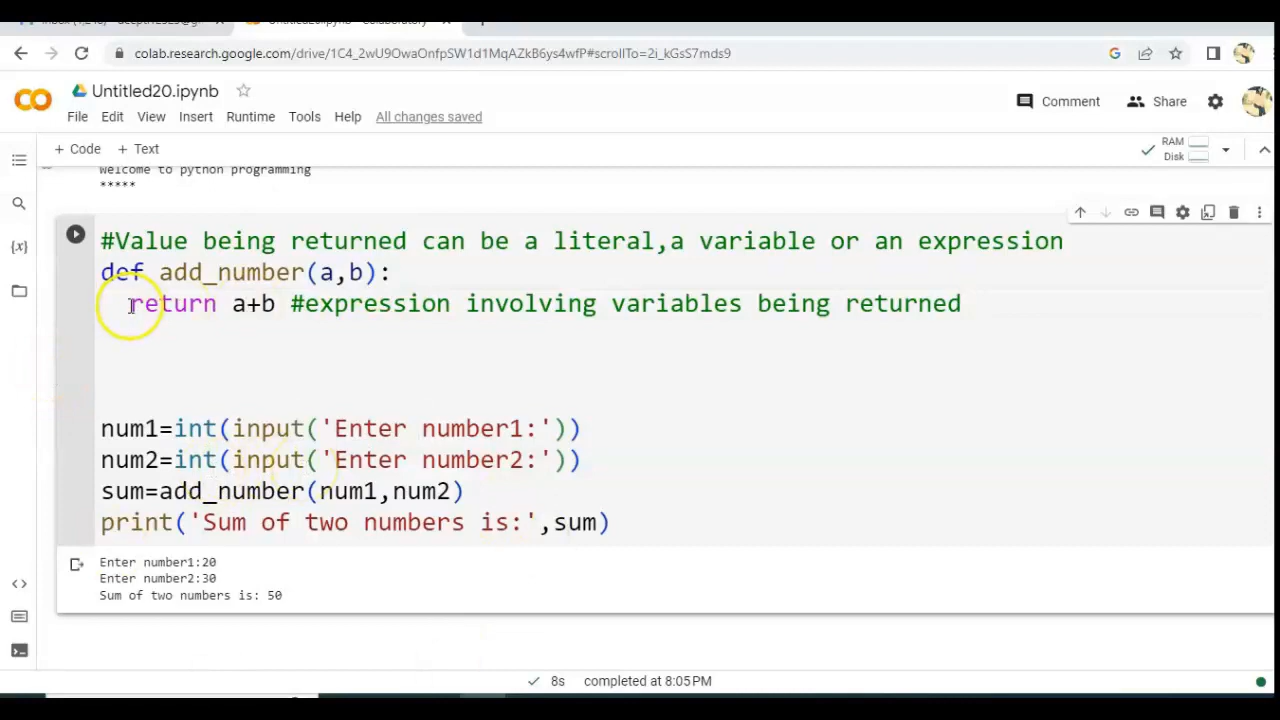 colab.research.google.com/drive/1C4_2wU9OwaOnfpSW1d1MqAZkB6ys4wfP#scrollTo=2i_kGsS7mds9
Untitled20.ipynb
File Edit View Insert Runtime Tools Help All changes saved
Comment Share
+ Code + Text
RAM
Disk
Welcome to python programming
*****
#Value being returned can be a literal,a variable or an expression
def add_number(a,b):
return a+b #expression involving variables being returned
num1=int(input('Enter number1:'))
num2=int(input('Enter number2:'))
sum=add_number(num1,num2)
print('Sum of two numbers is:',sum)
Enter number1:20
Enter number2:30
Sum of two numbers is: 50
8s completed at 8:05PM